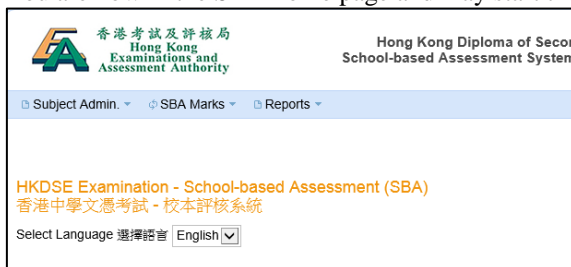 香港考試及評核局
Hong Kong
Examinations and
Assessment Authority
Hong Kong Diploma of Secon
School-based Assessment System
Subject Admin.
SBA Marks
Reports
HKDSE Examination - School-based Assessment (SBA)
香港中學文憑考試 - 校本評核系統
Select Language 選擇語言 English